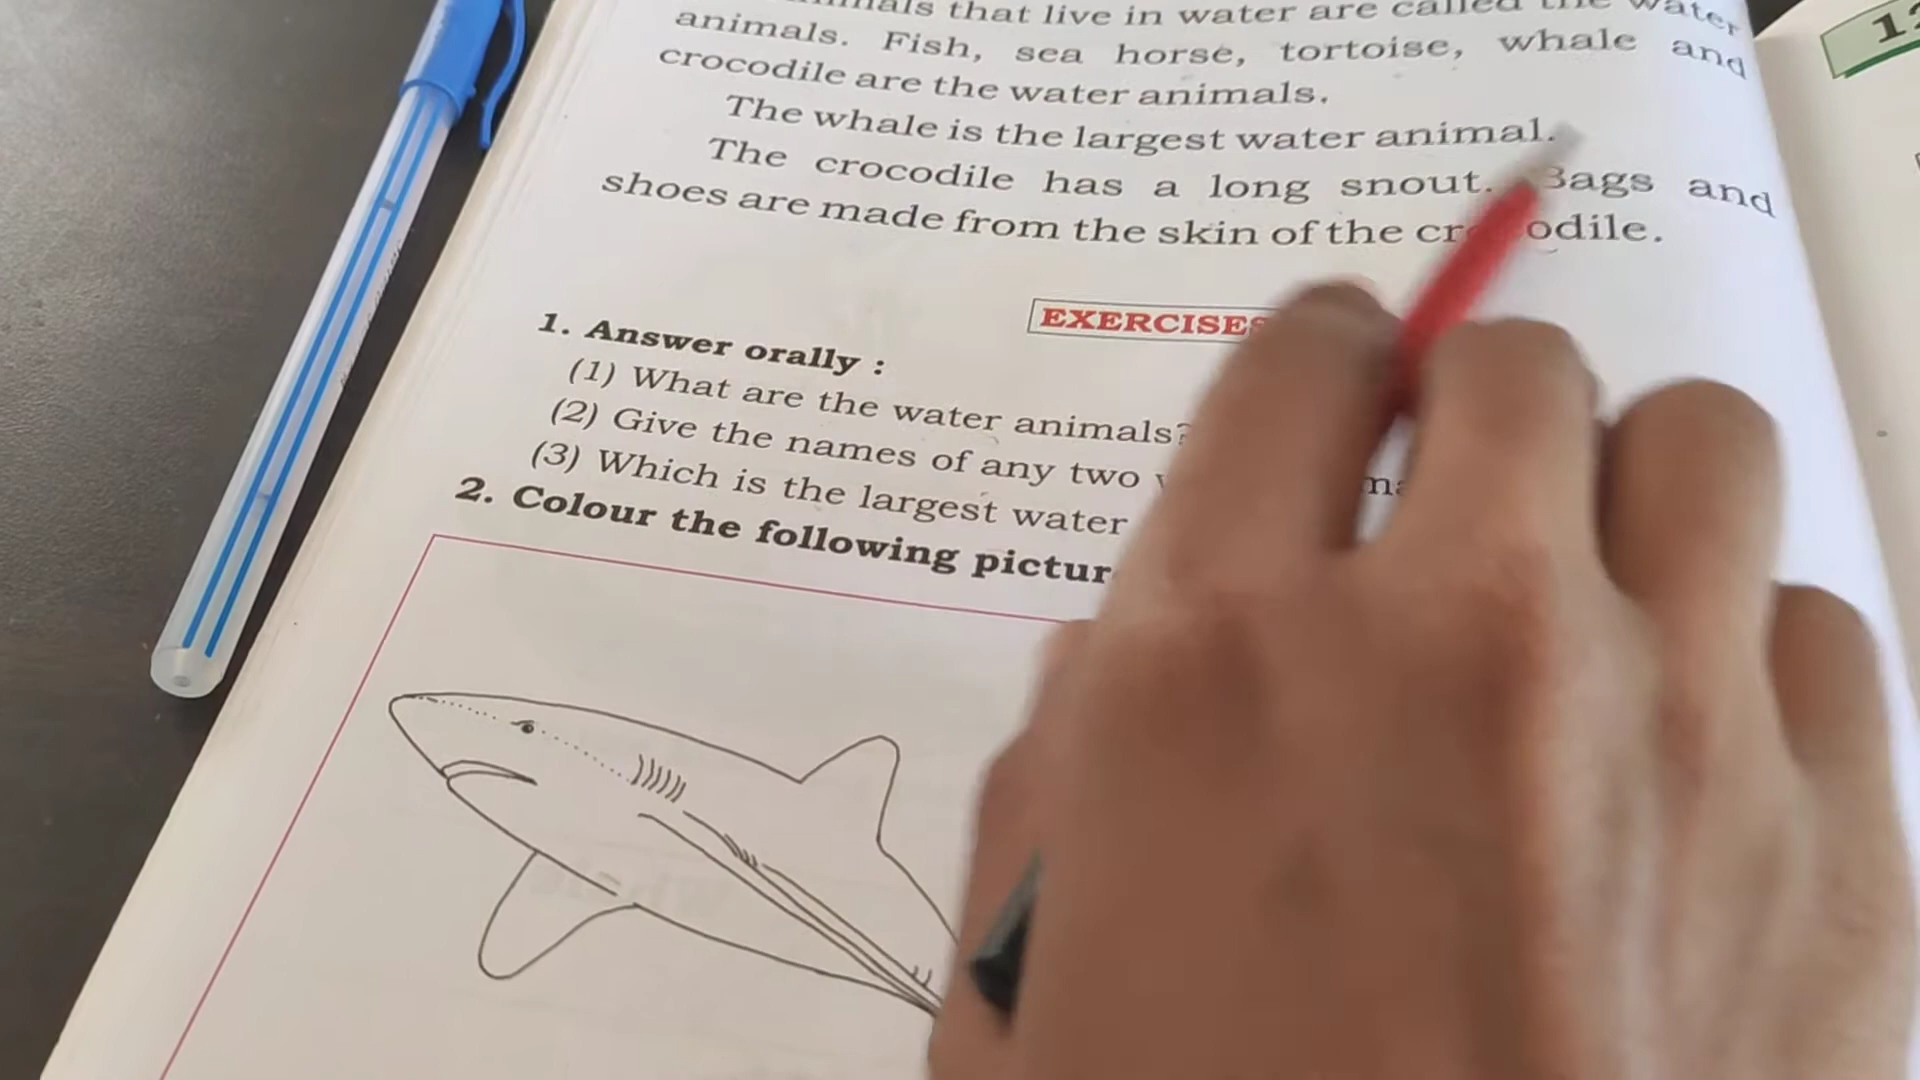 that live in water are called the water
animals. Fish, sea horse, tortoise, whale and
crocodile are the water animals.
The whale is the largest water animal.
The crocodile has a long snout. Bags and
shoes are made from the skin of the crocodile.
EXERCISES
1. Answer orally :
(1) What are the water animals?
(2) Give the names of any two
(3) Which is the largest water
2. Colour the following